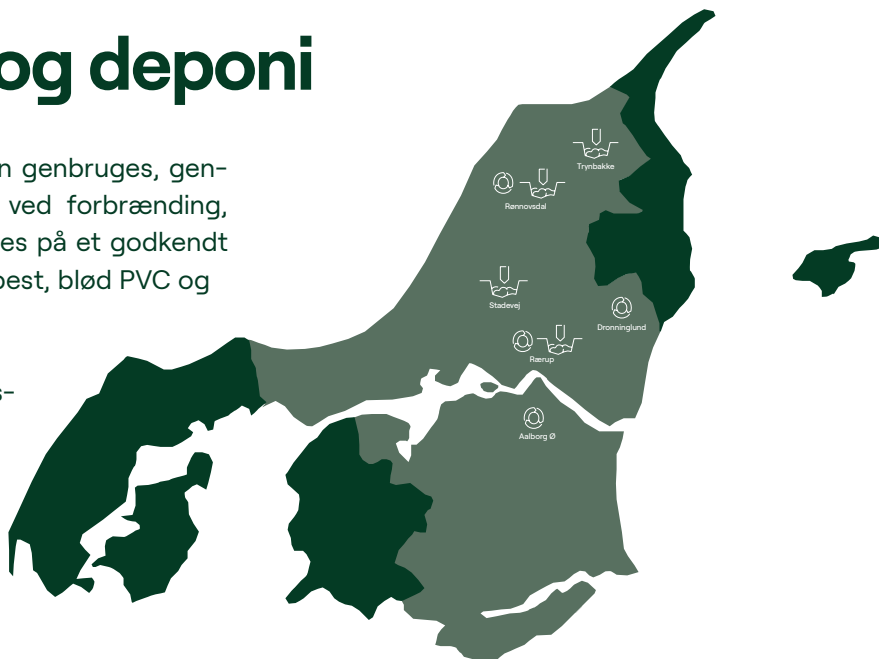 og deponi
n genbruges, gen-
ved forbrænding,
es på et godkendt
best, blød PVC og
s-
Trynbakke
Rønnovsdal
Stadevej
Dronninglund
Rærup
Aalborg Ø